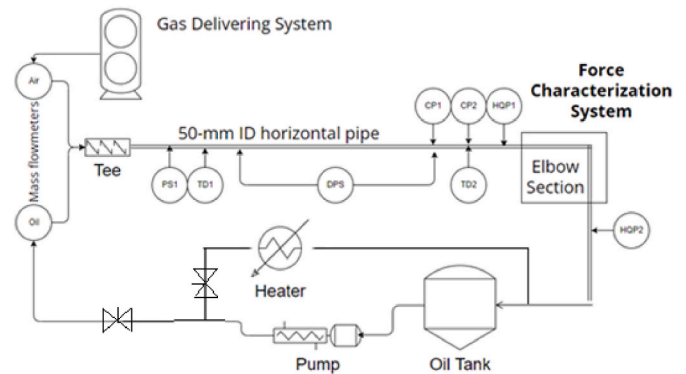 Gas Delivering System
Air
Mass flowmeters
Oil
Tee
50-mm ID horizontal pipe
PS1
TD1
DPS
CP1
CP2
HQP1
TD2
Force
Characterization
System
Elbow
Section
HQP2
Heater
Pump
Oil Tank